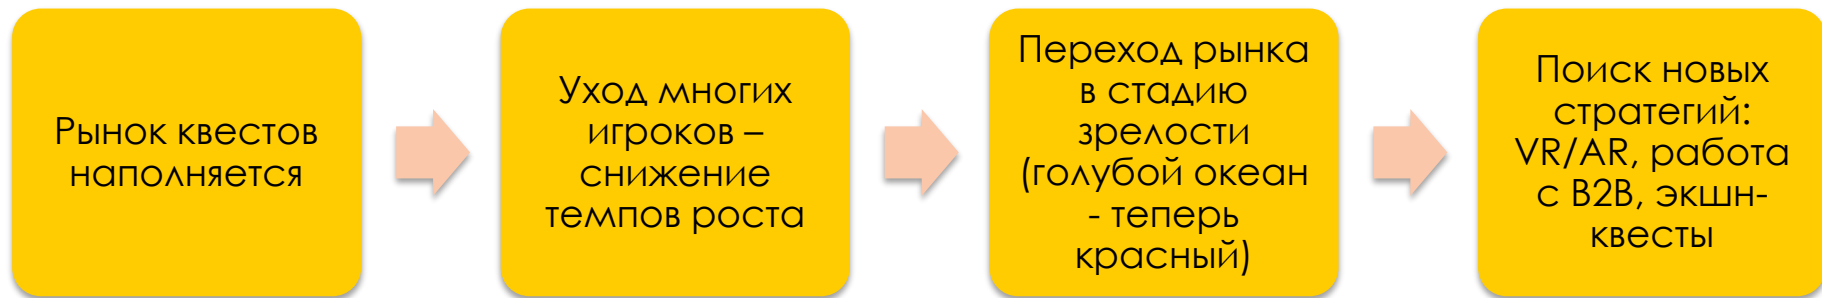 Рынок квестов
наполняется
Уход многих
игроков –
снижение
темпов роста
Переход рынка
в стадию
зрелости
(голубой океан
- теперь
красный)
Поиск новых
стратегий:
VR/AR, работа
с B2B, экшн-
квесты